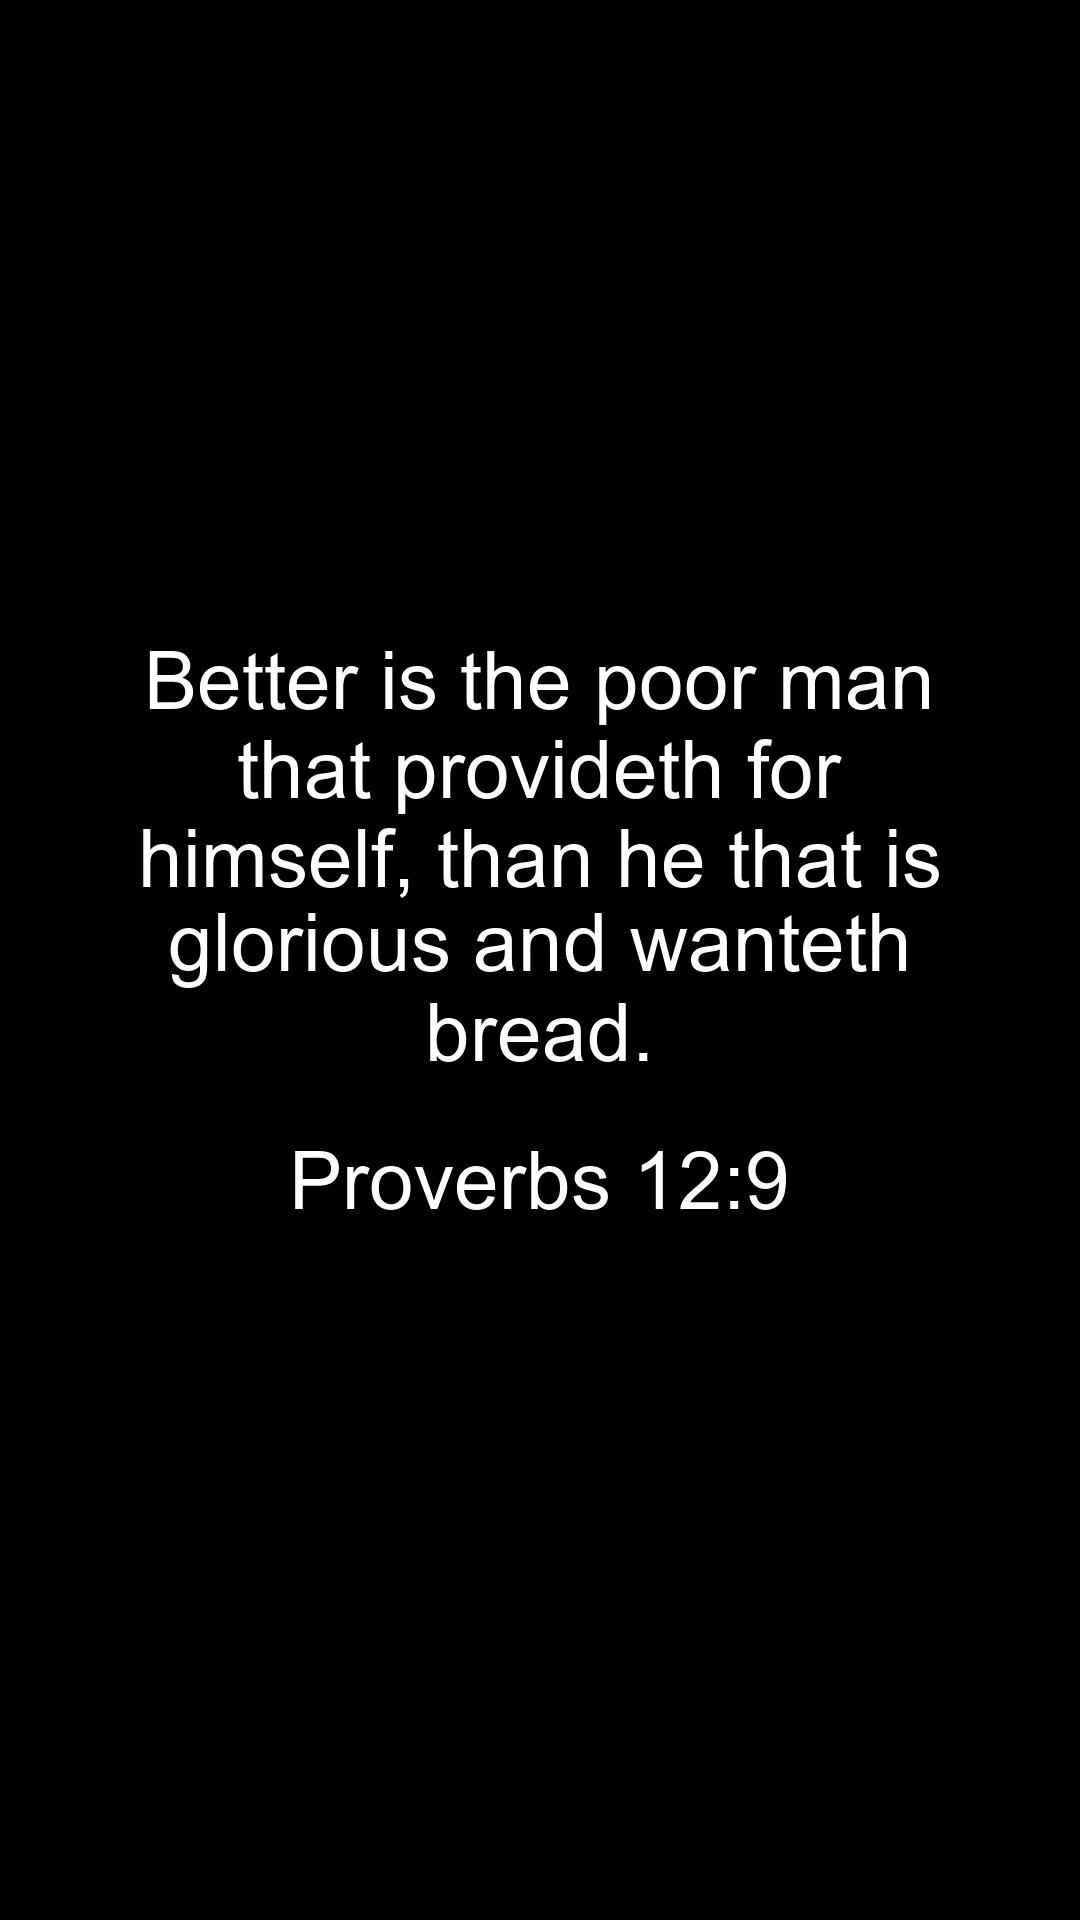 Better is the poor man
that provideth for
himself, than he that is
glorious and wanteth
bread.
Proverbs 12:9